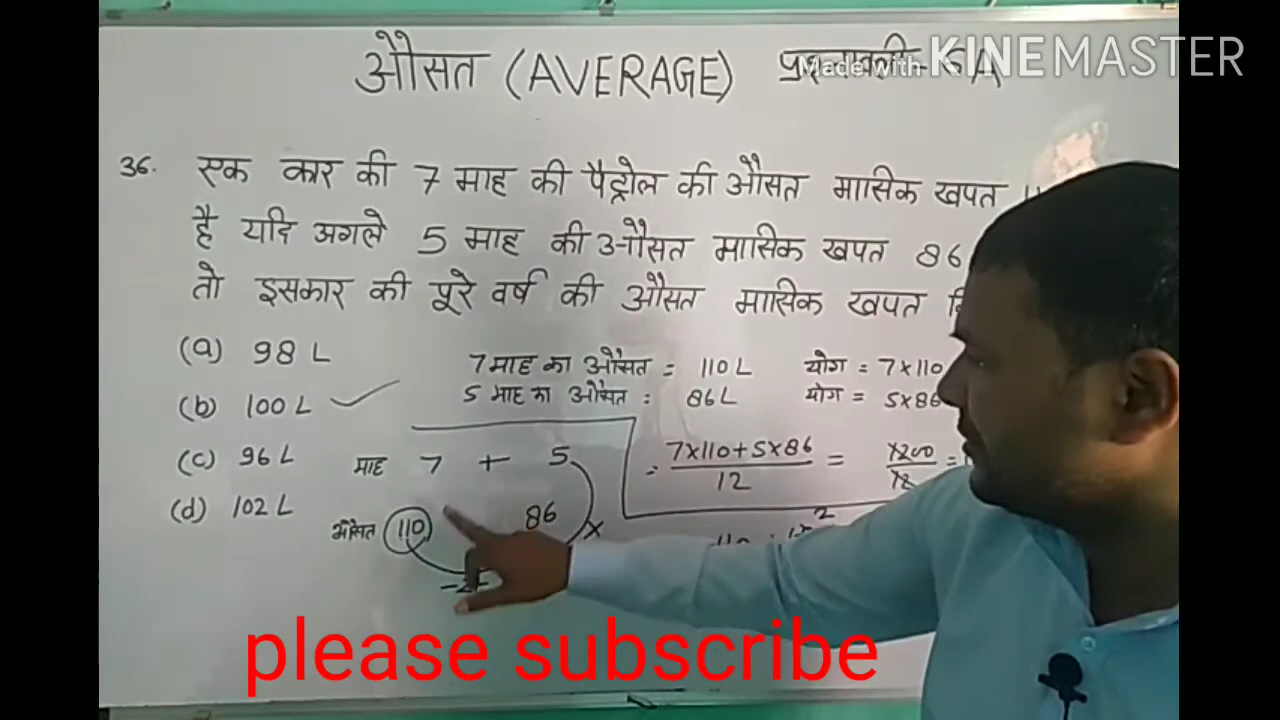 औसत (AVERAGE)
Made with KINEMASTER
36. एक कार की 7 माह की पैट्रोल की औसत मासिक खपत
है यदि अगले 5 माह की औसत मासिक खपत 86
तो इसकार की पूरे वर्ष की औसत मासिक खपत
(a) 98 L
(b) 100 L
(c) 96 L
(d) 102 L
7 माह का औसत = 110 L योग = 7×110
5 माह का औसत = 86 L योग = 5×86
माह 7 + 5
औसत 110 86 ×
= 7×110+5×86 / 12 = 1200 / 12 =
please subscribe